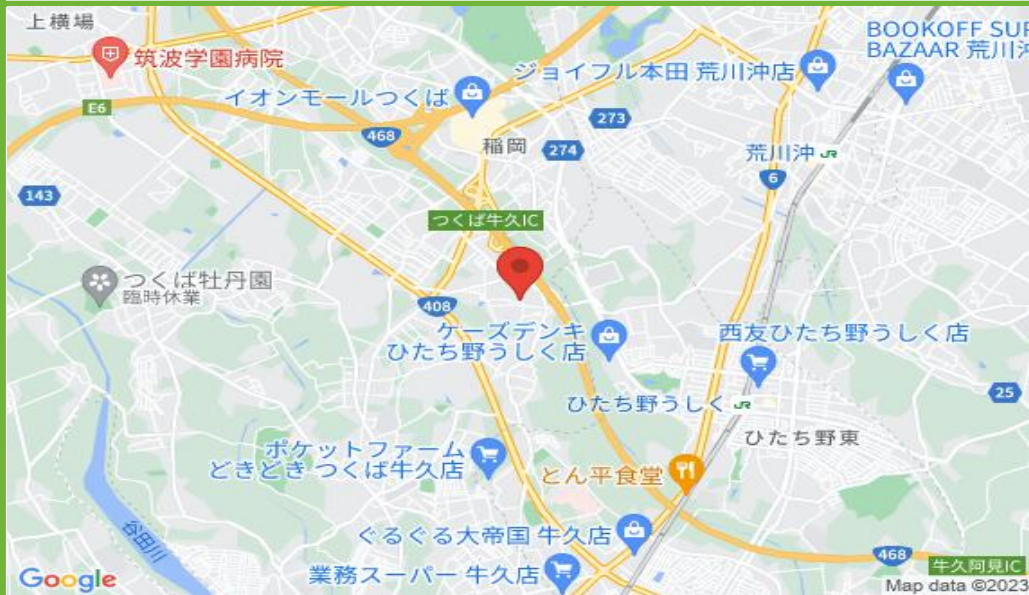 上横場
筑波学園病院
BOOKOFF SUP
BAZAAR 荒川沖
ジョイフル本田 荒川沖店
イオンモールつくば
E6
468
273
稲岡
274
荒川沖 JR
6
143
つくば牛久IC
つくば牡丹園
臨時休業
408
ケーズデンキ
ひたち野うしく店
西友ひたち野うしく店
25
ひたち野うしく JR
ひたち野東
ポケットファーム
どきどき つくば牛久店
とん平食堂
谷田川
ぐるぐる大帝国 牛久店
468
牛久阿見IC
業務スーパー 牛久店
Google
Map data ©2023